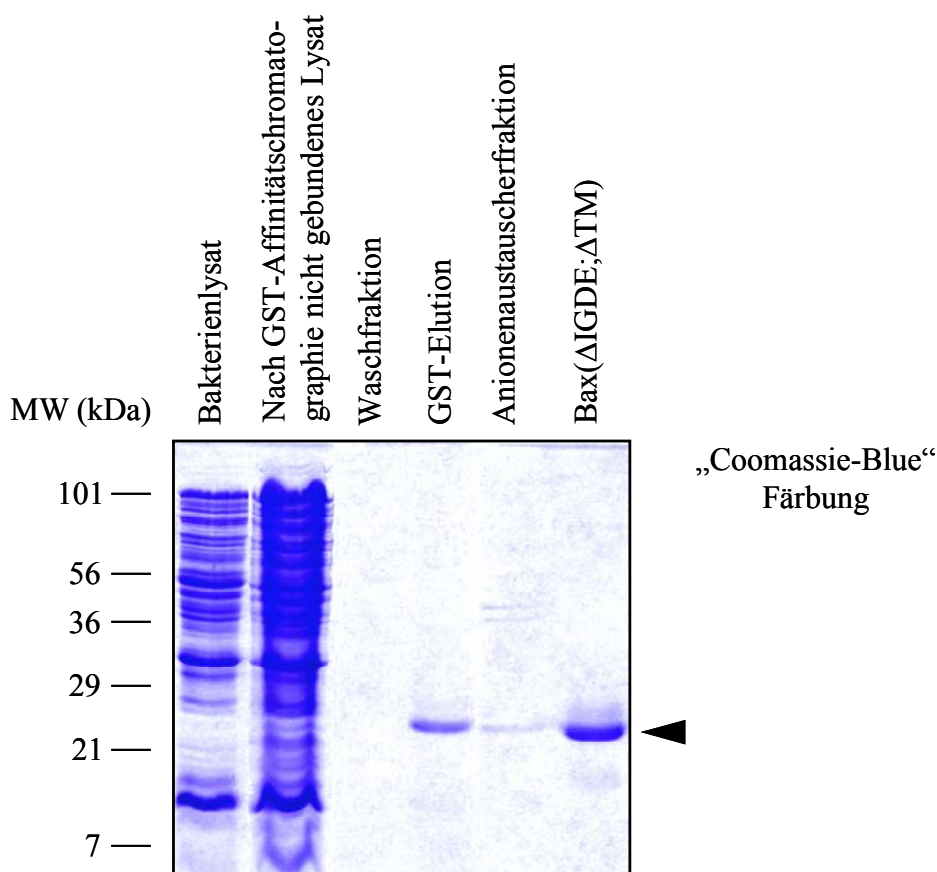 Bakterienlysat
Nach GST-Affinitätschromato-
graphie nicht gebundenes Lysat
Waschfraktion
GST-Elution
Anionenaustauscherfraktion
Bax(ΔIGDE;ΔTM)
MW (kDa)
101
56
36
29
21
7
„Coomassie-Blue“
Färbung